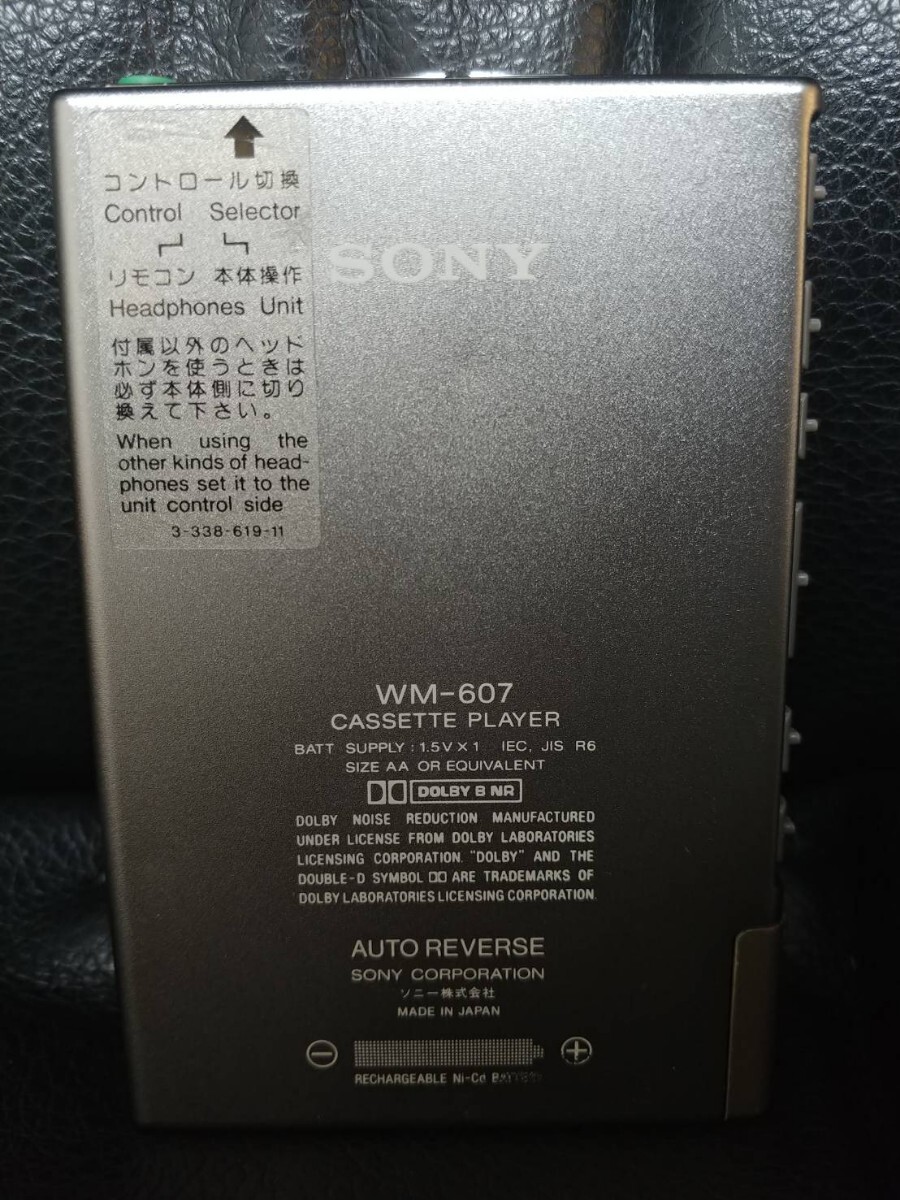 コントロール切換
Control Selector
リモコン 本体操作
Headphones Unit
付属以外のヘッド
ホンを使うときは
必ず本体側に切り
換えて下さい。
When using the
other kinds of head-
phones set it to the
unit control side
3-338-619-11
SONY
WM-607
CASSETTE PLAYER
BATT SUPPLY : 1.5V X 1 IEC, JIS R6
SIZE AA OR EQUIVALENT
DOLBY B NR
DOLBY NOISE REDUCTION MANUFACTURED
UNDER LICENSE FROM DOLBY LABORATORIES
LICENSING CORPORATION. "DOLBY" AND THE
DOUBLE-D SYMBOL ARE TRADEMARKS OF
DOLBY LABORATORIES LICENSING CORPORATION.
AUTO REVERSE
SONY CORPORATION
ソニー株式会社
MADE IN JAPAN
RECHARGEABLE Ni-Cd